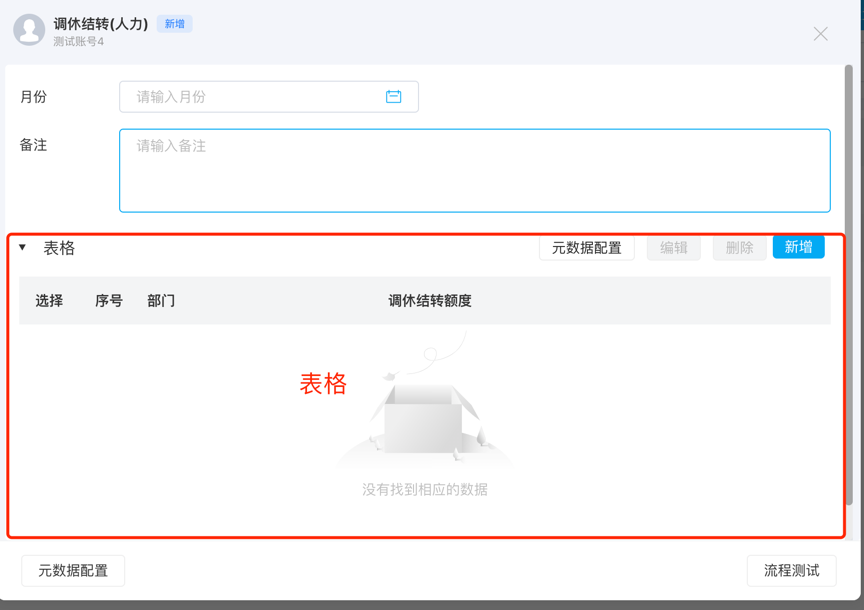 调休结转(人力) 新增
测试账号4
月份 请输入月份
备注 请输入备注
表格 元数据配置 编辑 删除 新增
选择 序号 部门 调休结转额度
表格
没有找到相应的数据
元数据配置 流程测试